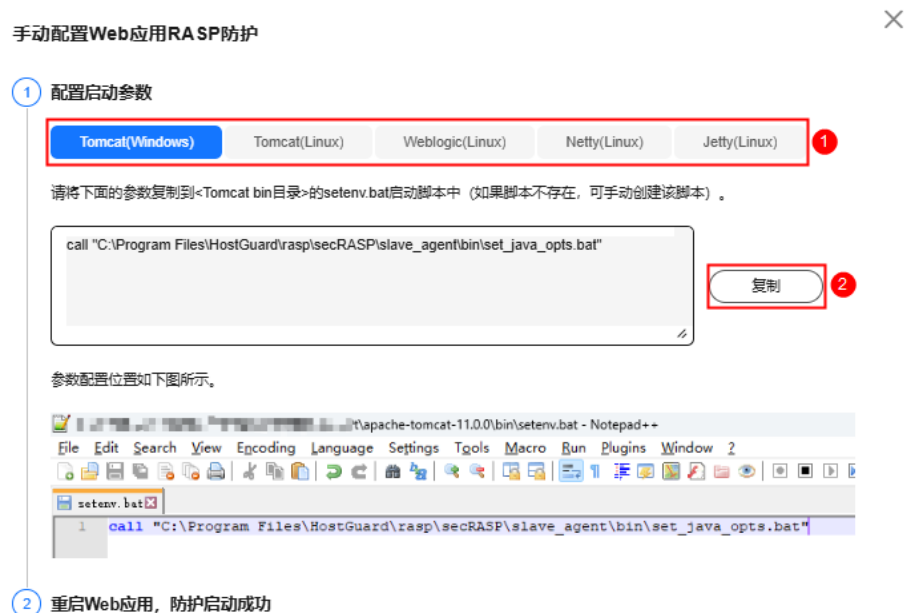 手动配置Web应用RASP防护
1 配置启动参数
Tomcat(Windows) Tomcat(Linux) Weblogic(Linux) Netty(Linux) Jetty(Linux) 1
请将下面的参数复制到<Tomcat bin目录>的setenv.bat启动脚本中（如果脚本不存在，可手动创建该脚本）。
call "C:\Program Files\HostGuard\rasp\secRASP\slave_agent\bin\set_java_opts.bat"
复制 2
参数配置位置如下图所示。
t\apache-tomcat-11.0.0\bin\setenv.bat - Notepad++
File Edit Search View Encoding Language Settings Tools Macro Run Plugins Window ?
setenv.bat
1 call "C:\Program Files\HostGuard\rasp\secRASP\slave_agent\bin\set_java_opts.bat"
2 重启Web应用，防护启动成功